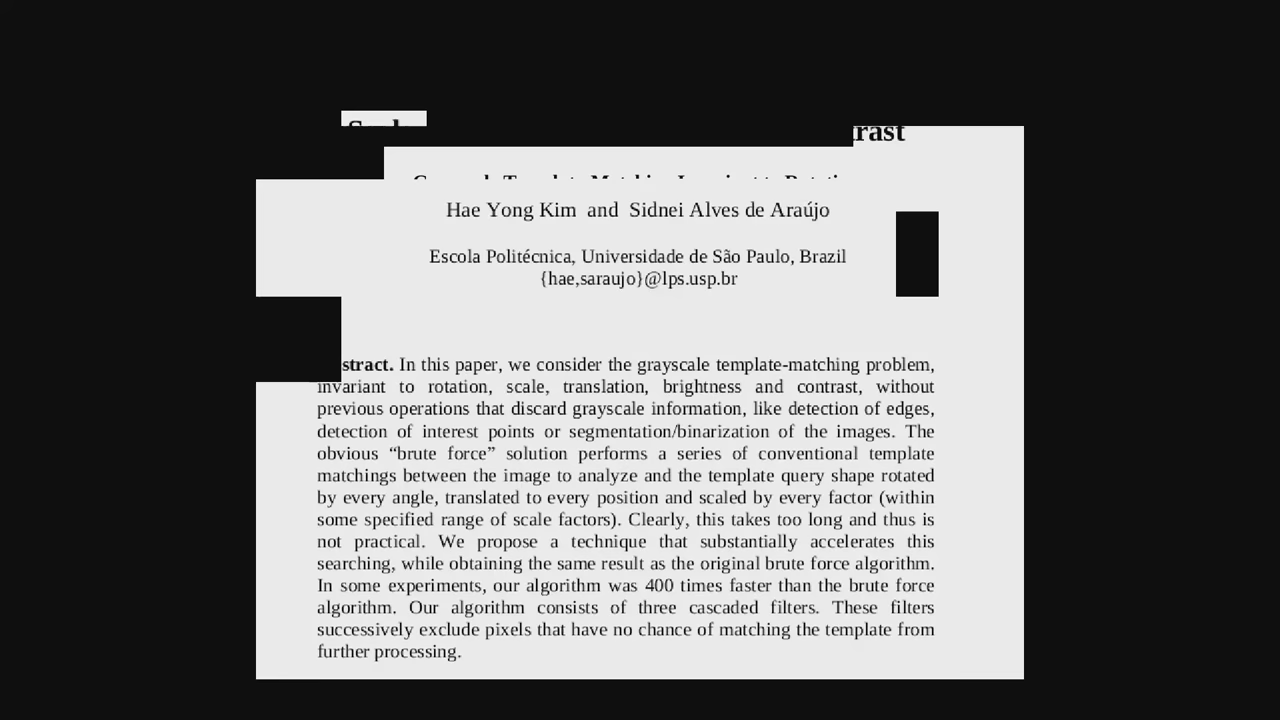 rast
Hae Yong Kim and Sidnei Alves de Araújo
Escola Politécnica, Universidade de São Paulo, Brazil
{hae,saraujo}@lps.usp.br
stract. In this paper, we consider the grayscale template-matching problem,
invariant to rotation, scale, translation, brightness and contrast, without
previous operations that discard grayscale information, like detection of edges,
detection of interest points or segmentation/binarization of the images. The
obvious “brute force” solution performs a series of conventional template
matchings between the image to analyze and the template query shape rotated
by every angle, translated to every position and scaled by every factor (within
some specified range of scale factors). Clearly, this takes too long and thus is
not practical. We propose a technique that substantially accelerates this
searching, while obtaining the same result as the original brute force algorithm.
In some experiments, our algorithm was 400 times faster than the brute force
algorithm. Our algorithm consists of three cascaded filters. These filters
successively exclude pixels that have no chance of matching the template from
further processing.